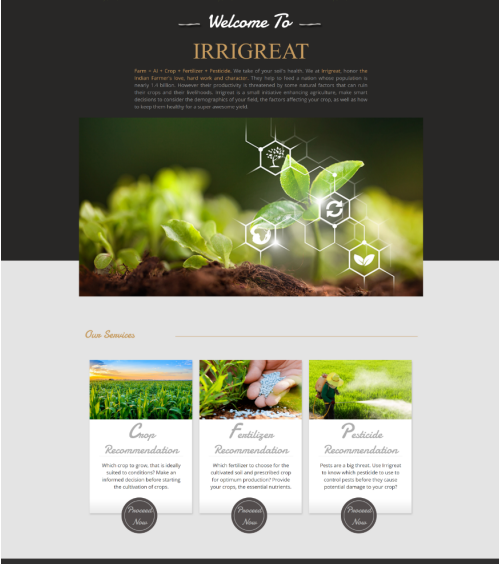 Welcome To
IRRIGREAT
Farm + AI + Crop + Fertilizer + Pesticide. We take of your soil's health. We at Irrigreat, honor the
Indian Farmer's love, hard work and character. They help to feed a nation whose population is
nearly 1.4 billion. However their productivity is threatened by some natural factors that can ruin
their crops and their livelihoods. Irrigreat is a small initiative enhancing agriculture, make smart
decisions to consider the demographics of your field, the factors affecting your crop, as well as how
to keep them healthy for a super awesome yield.
Our Services
Crop
Recommendation
Which crop to grow, that is ideally
suited to conditions? Make an
informed decision before starting
the cultivation of crops.
Proceed
Now
Fertilizer
Recommendation
Which fertilizer to choose for the
cultivated soil and prescribed crop
for optimum production? Provide
your crops, the essential nutrients.
Proceed
Now
Pesticide
Recommendation
Pests are a big threat. Use Irrigreat
to know which pesticide to use to
control pests before they cause
potential damage to your crop?
Proceed
Now